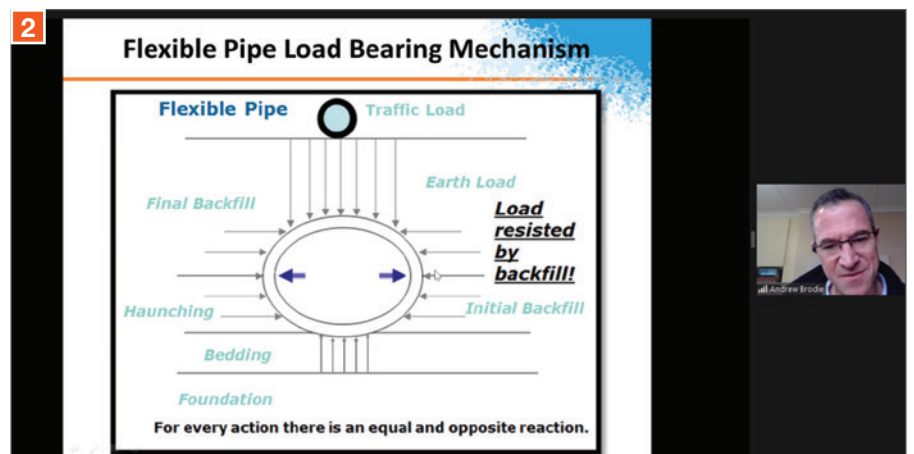 2
Flexible Pipe Load Bearing Mechanism
Flexible Pipe
Traffic Load
Earth Load
Final Backfill
Load
resisted
by
backfill!
Haunching
Initial Backfill
Bedding
Foundation
For every action there is an equal and opposite reaction.
Andrew Brodie